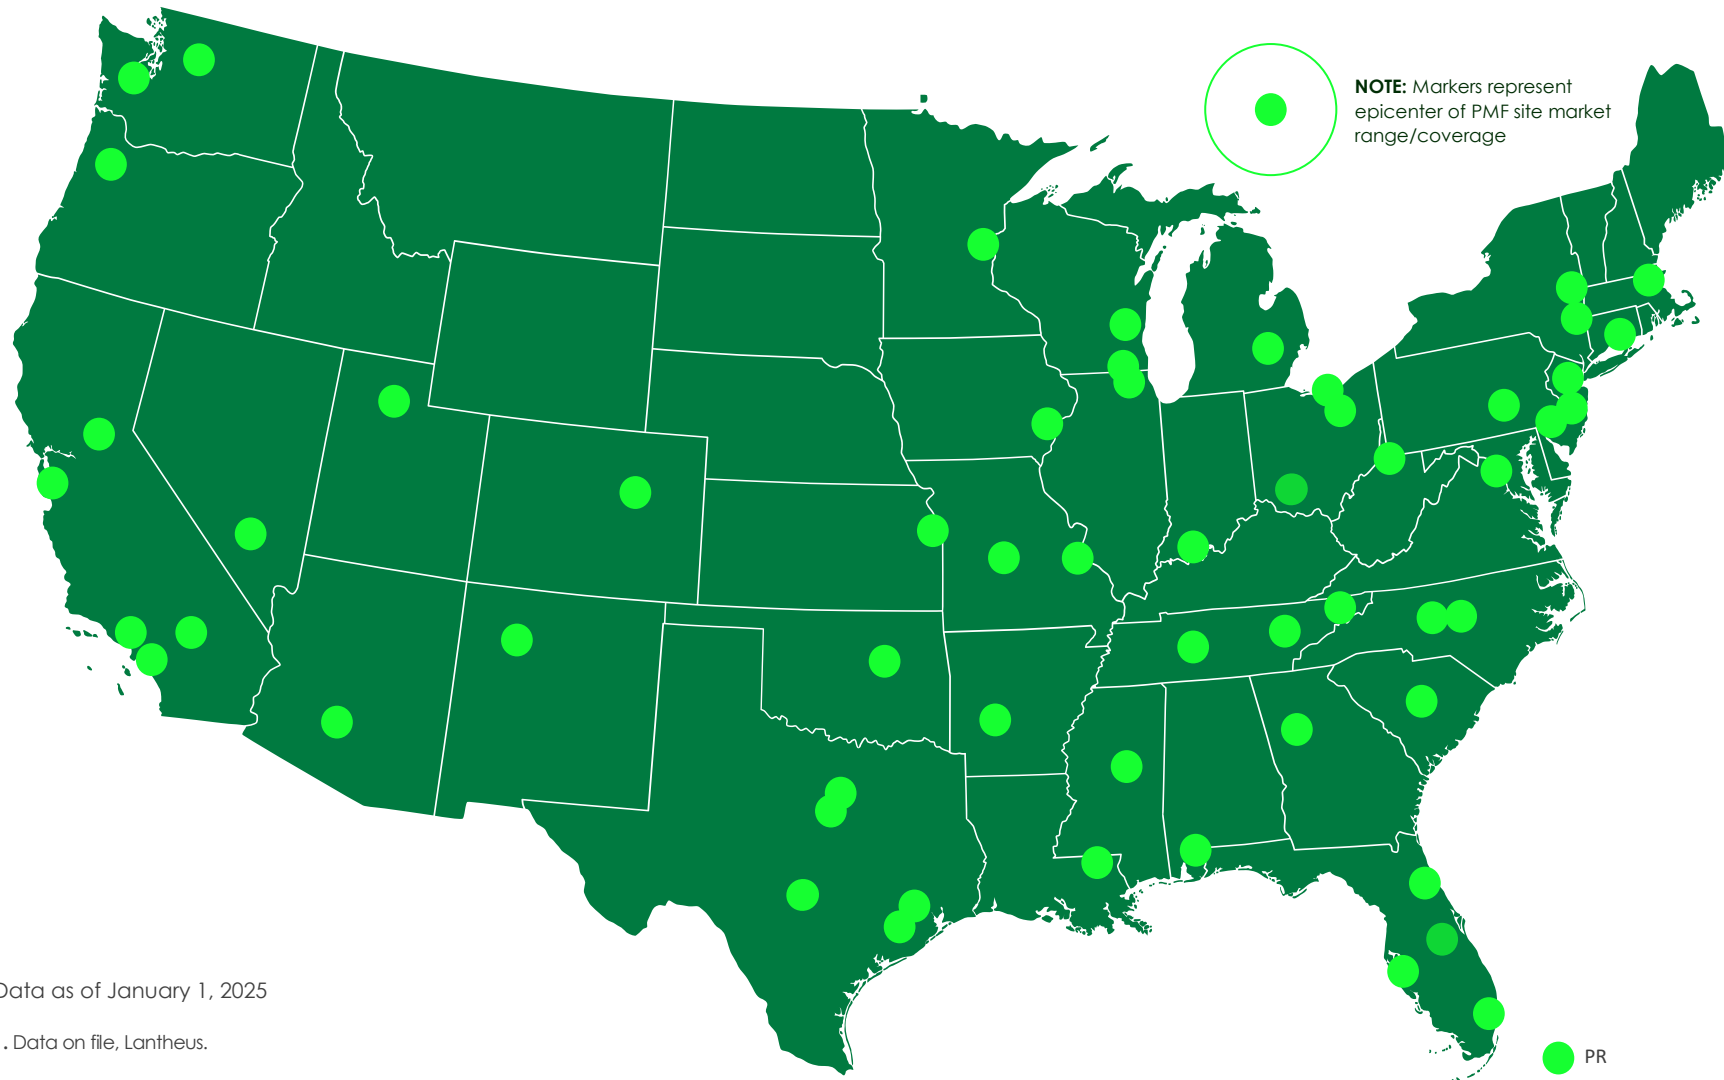 NOTE: Markers represent
epicenter of PMF site market
range/coverage
Data as of January 1, 2025
. Data on file, Lantheus.
PR